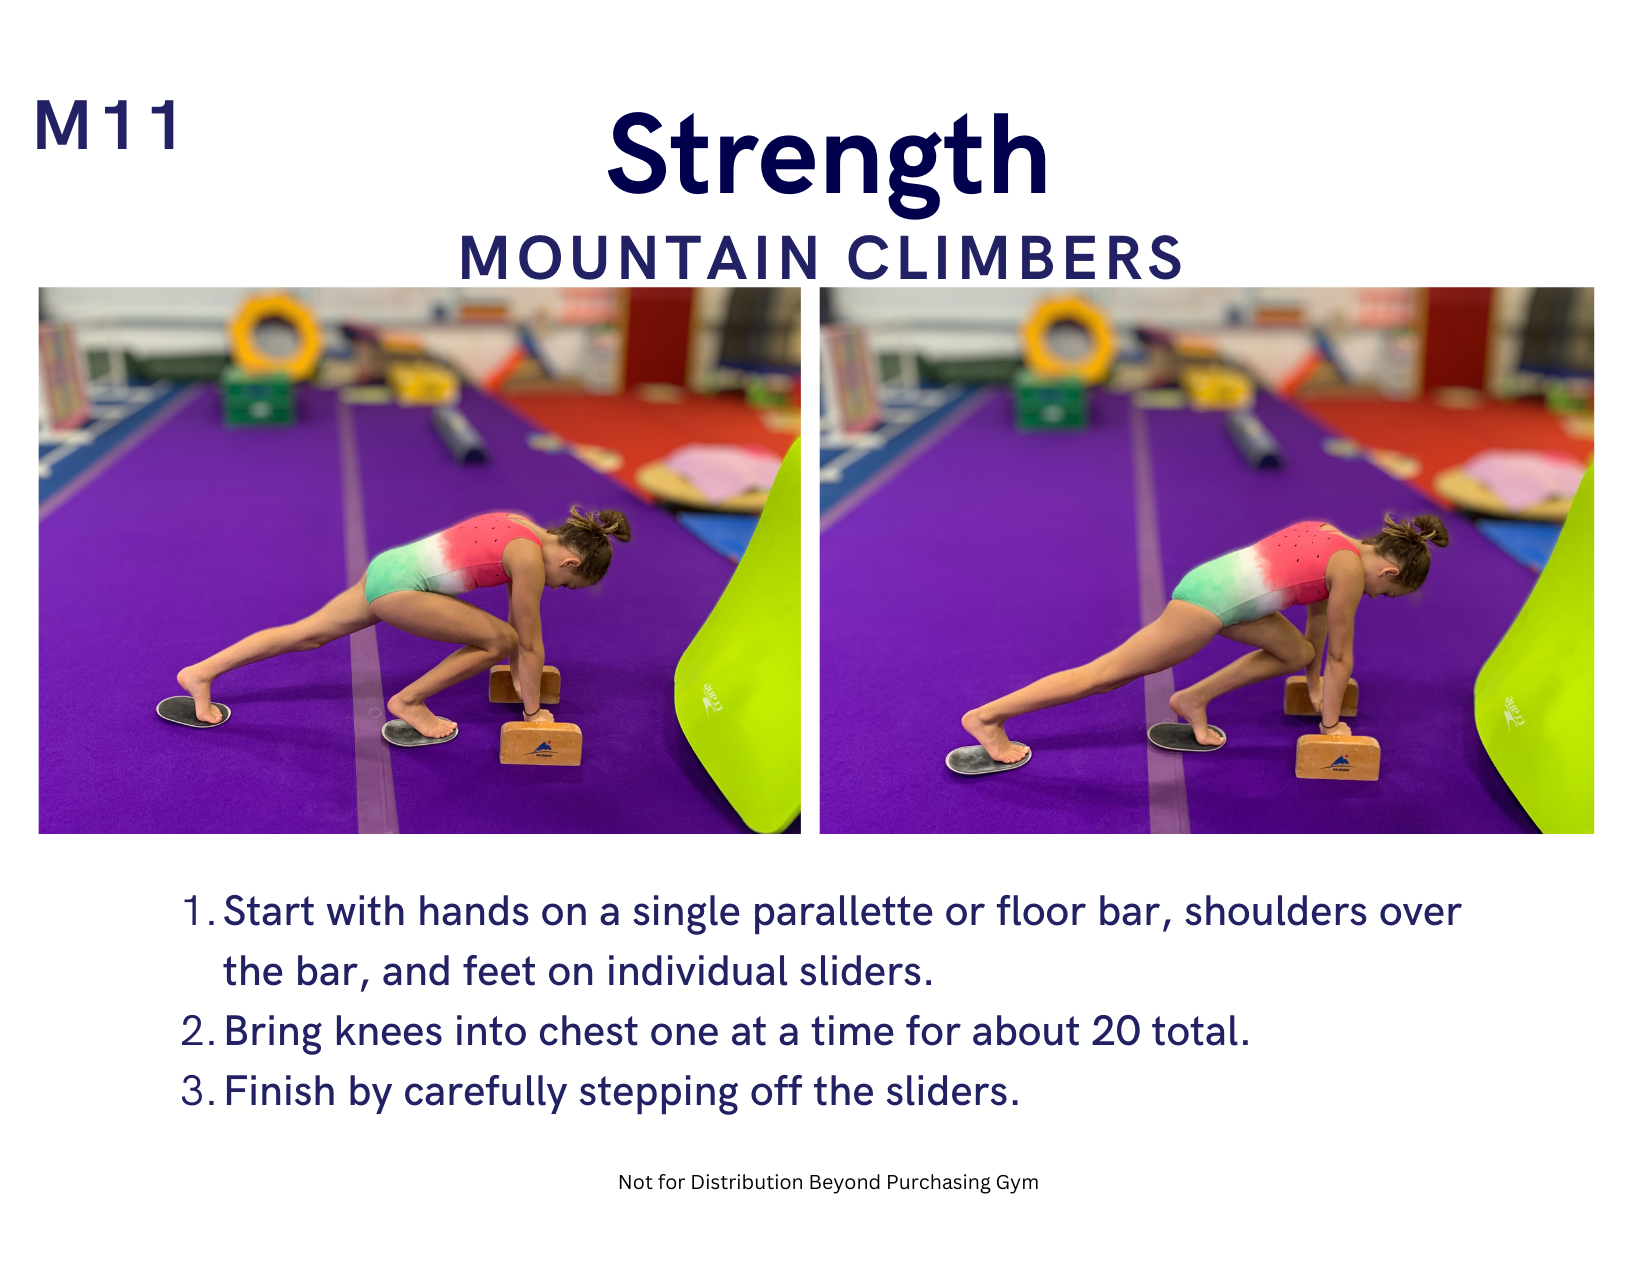 M11
Strength
MOUNTAIN CLIMBERS
crane
crane
1. Start with hands on a single parallette or floor bar, shoulders over
the bar, and feet on individual sliders.
2. Bring knees into chest one at a time for about 20 total.
3. Finish by carefully stepping off the sliders.
Not for Distribution Beyond Purchasing Gym